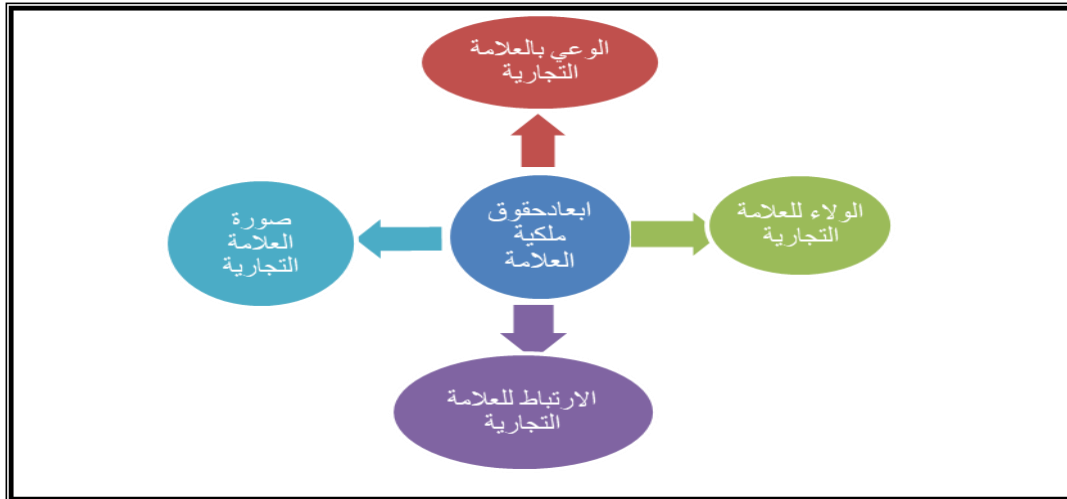 الوعي بالعلامة
التجارية
الولاء للعلامة
التجارية
ابعادحقوق
ملكية
العلامة
صورة
العلامة
التجارية
الارتباط للعلامة
التجارية